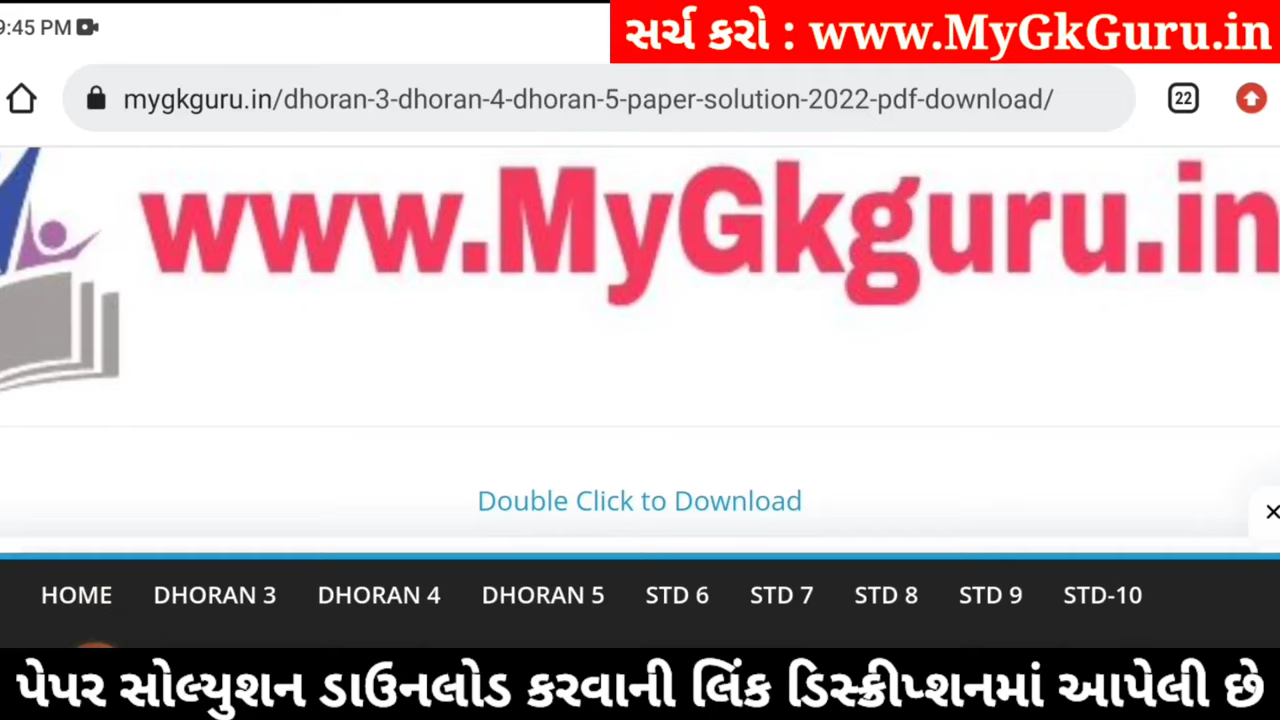 9:45 PM
સર્ચ કરો : www.MyGkGuru.in
mygkguru.in/dhoran-3-dhoran-4-dhoran-5-paper-solution-2022-pdf-download/
22
www.MyGkguru.in
Double Click to Download
HOME DHORAN 3 DHORAN 4 DHORAN 5 STD 6 STD 7 STD 8 STD 9 STD-10
પેપર સોલ્યુશન ડાઉનલોડ કરવાની લિંક ડિસ્ક્રીપ્શનમાં આપેલી છે